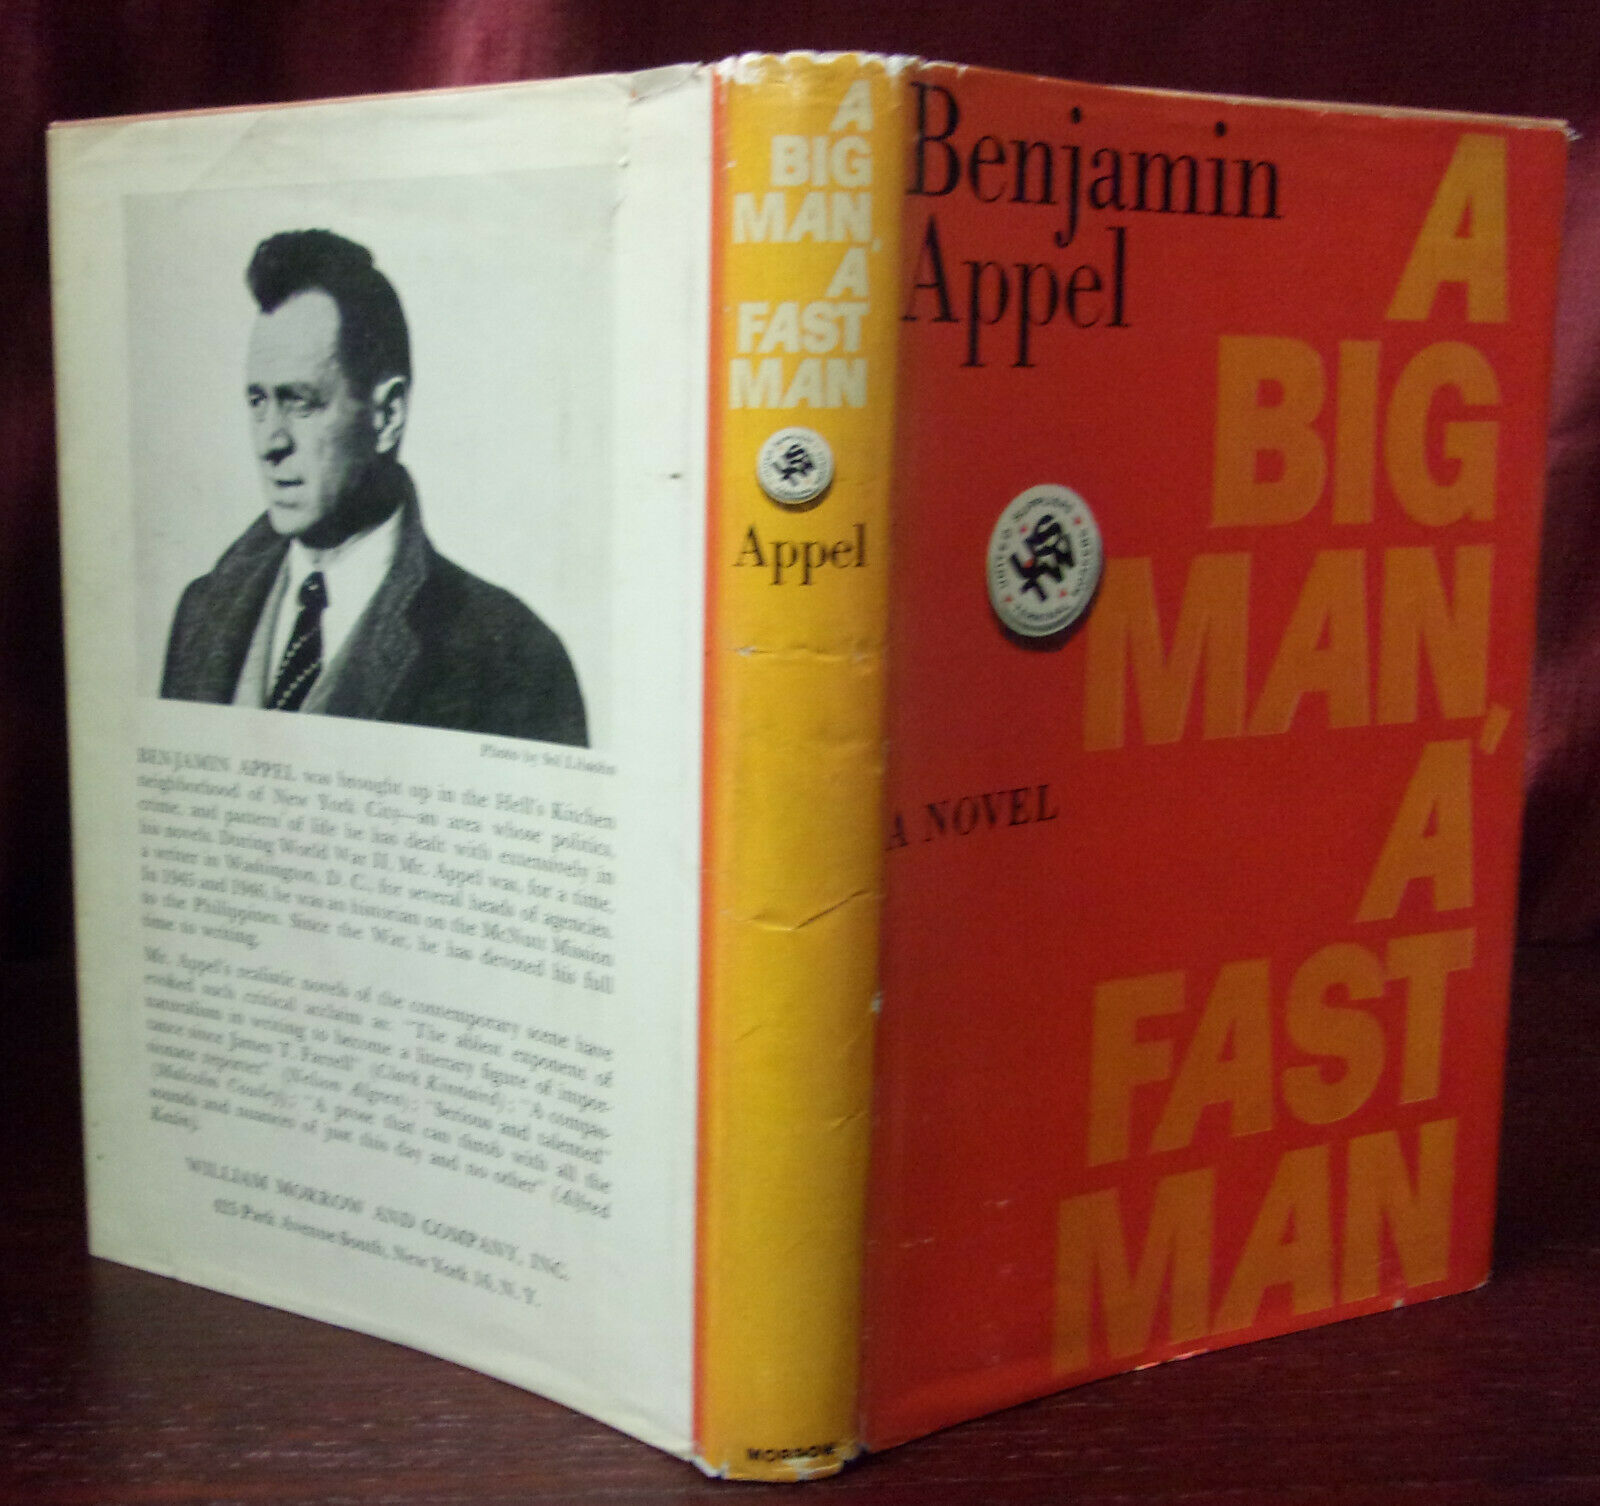 Photo by Sol Libsohn
BENJAMIN APPEL was brought up in the Hell's Kitchen
neighborhood of New York City—an area whose politics,
crime, and pattern of life he has dealt with extensively in
his novels. During World War II, Mr. Appel was, for a time,
a writer in Washington, D. C., for several heads of agencies.
In 1945 and 1946, he was an historian on the McNutt Mission
to the Philippines. Since the War, he has devoted his full
time to writing.
Mr. Appel's realistic novels of the contemporary scene have
evoked such critical acclaim as: "The ablest exponent of
naturalism in writing to become a literary figure of impor-
tance since James T. Farrell" (Clark Kinnaird); "A compas-
sionate reporter" (Nelson Algren); "Serious and talented"
(Malcolm Cowley); "A prose that can throb with all the
sounds and nuances of just this day and no other" (Alfred
Kazin).
WILLIAM MORROW AND COMPANY, INC.
425 Park Avenue South, New York 16, N. Y.
A
BIG
MAN,
A
FAST
MAN
Appel
MORROW
Benjamin
Appel
A
BIG
MAN,
A
FAST
MAN
UNITED SUPPLIES
A NOVEL